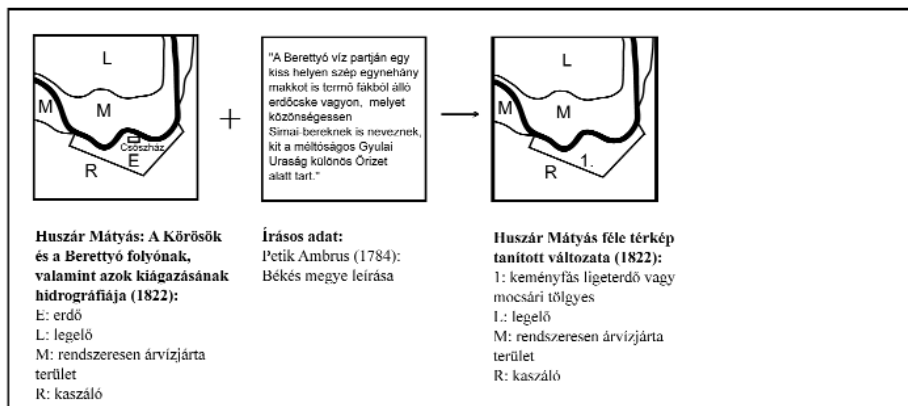 L
M
M
Csőszház
E
R
+
"A Berettyó víz partján egy
kiss helyen szép egynehány
makkot is termő fákból álló
erdőcske vagyon, melyet
közönségessen
Simai-bereknek is neveznek,
kit a méltóságos Gyulai
Uraság különös Őrizet
alatt tart."
L
M
M
1.
R
Huszár Mátyás: A Körösök
és a Berettyó folyónak,
valamint azok kiágazásának
hidrográfiája (1822):
E: erdő
L: legelő
M: rendszeresen árvízjárta
terület
R: kaszáló
Írásos adat:
Petik Ambrus (1784):
Békés megye leírása
Huszár Mátyás féle térkép
tanított változata (1822):
1: keményfás ligeterdő vagy
mocsári tölgyes
L: legelő
M: rendszeresen árvízjárta
terület
R: kaszáló